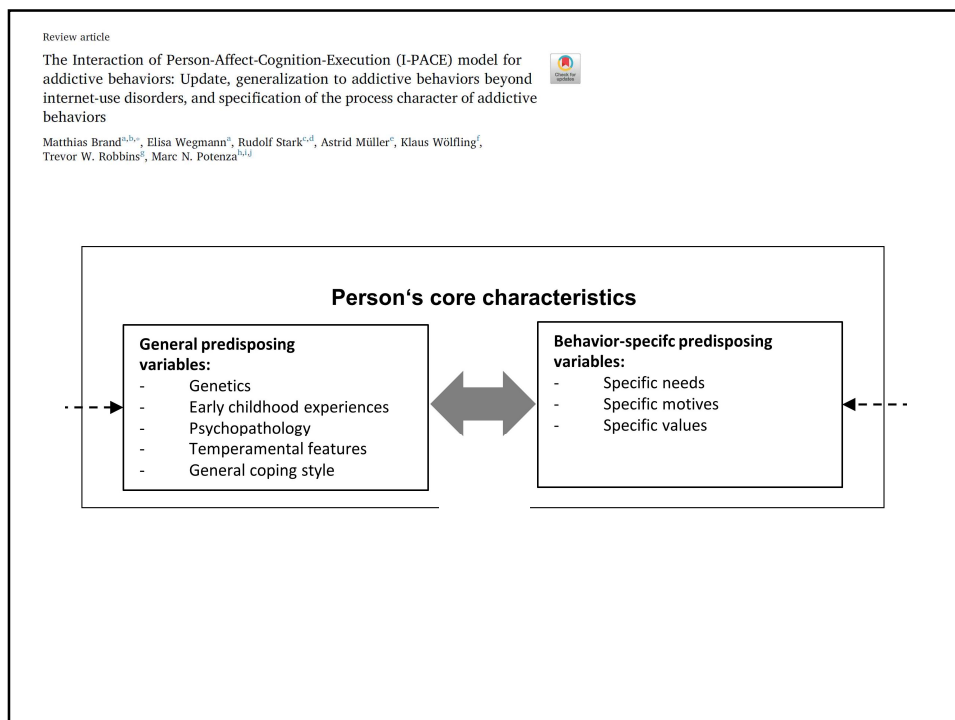 Review article
The Interaction of Person-Affect-Cognition-Execution (I-PACE) model for
addictive behaviors: Update, generalization to addictive behaviors beyond
internet-use disorders, and specification of the process character of addictive
behaviors
Check for
updates
Matthias Brand a,b,*, Elisa Wegmann a, Rudolf Stark c,d, Astrid Müller e, Klaus Wölfling f,
Trevor W. Robbins g, Marc N. Potenza h,i,j
Person‘s core characteristics
General predisposing
variables:
- Genetics
- Early childhood experiences
- Psychopathology
- Temperamental features
- General coping style
Behavior-specifc predisposing
variables:
- Specific needs
- Specific motives
- Specific values